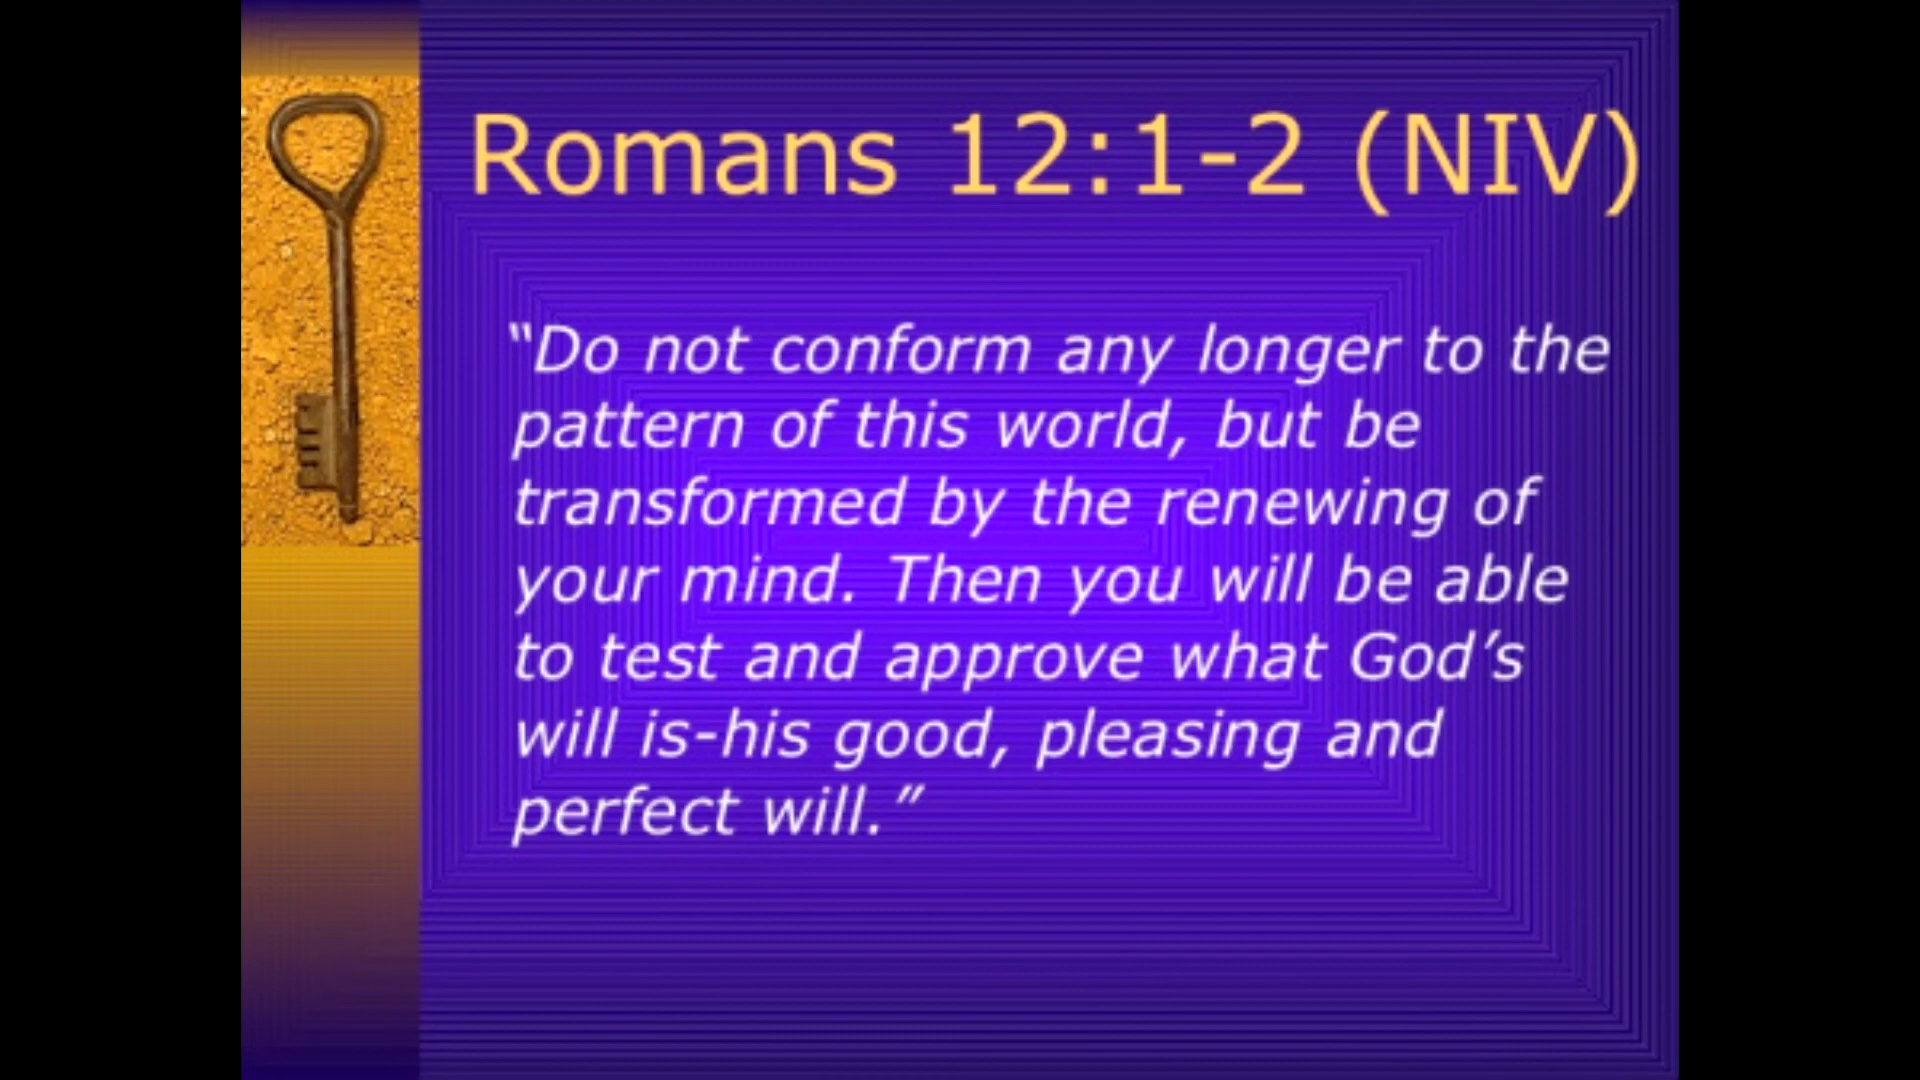 Romans 12:1-2 (NIV)
“Do not conform any longer to the
pattern of this world, but be
transformed by the renewing of
your mind. Then you will be able
to test and approve what God’s
will is-his good, pleasing and
perfect will.”